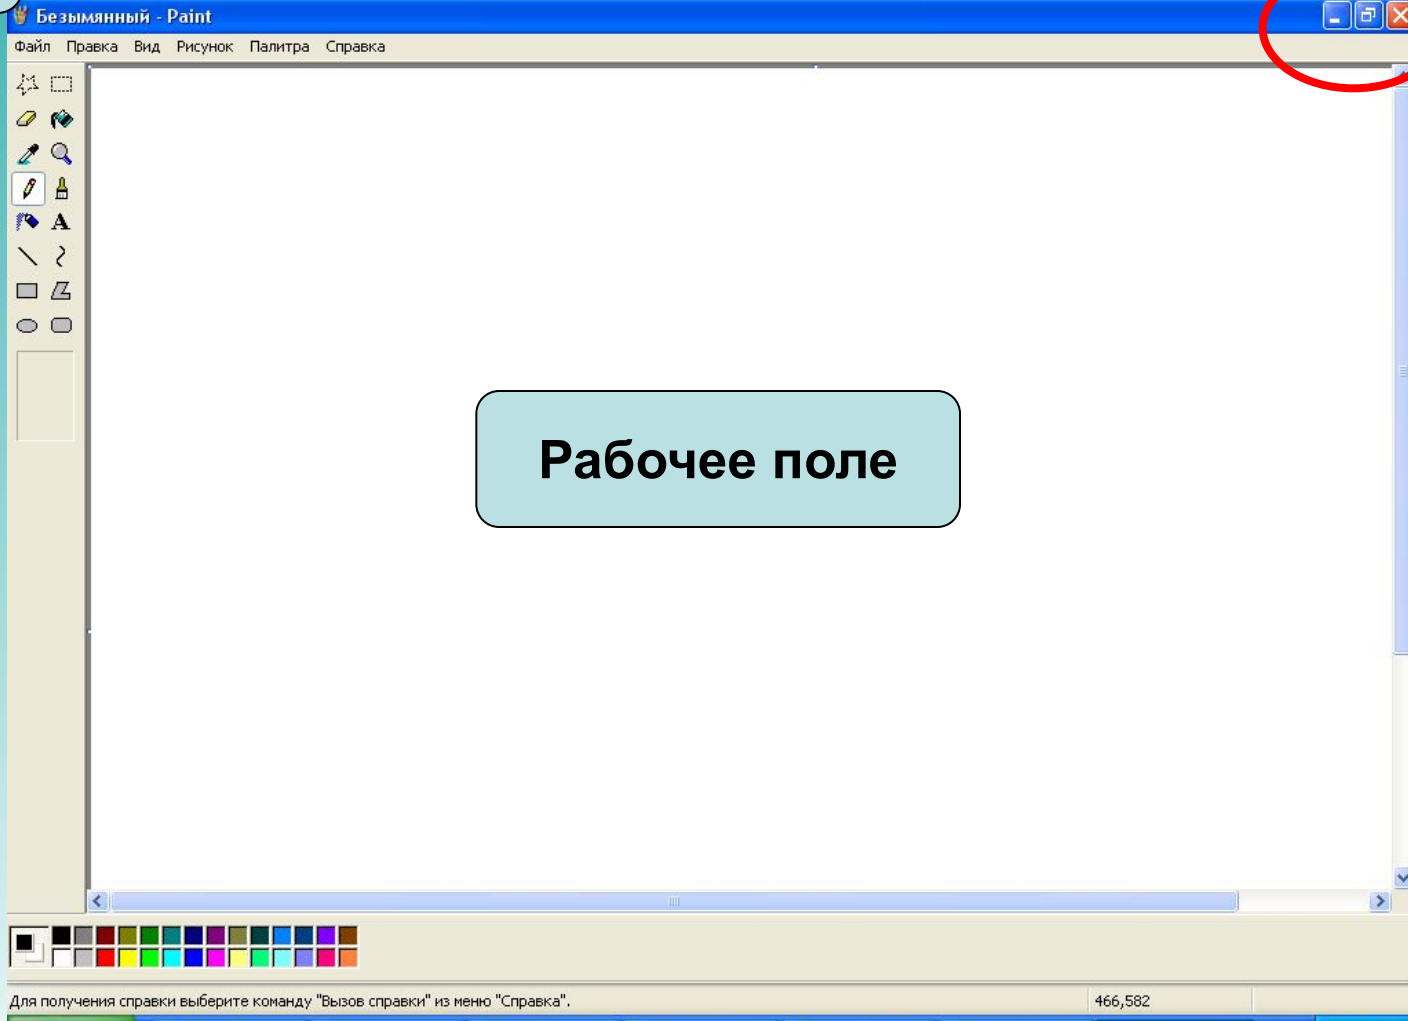 Безымянный - Paint
Файл Правка Вид Рисунок Палитра Справка
A
Рабочее поле
Для получения справки выберите команду "Вызов справки" из меню "Справка".
466,582